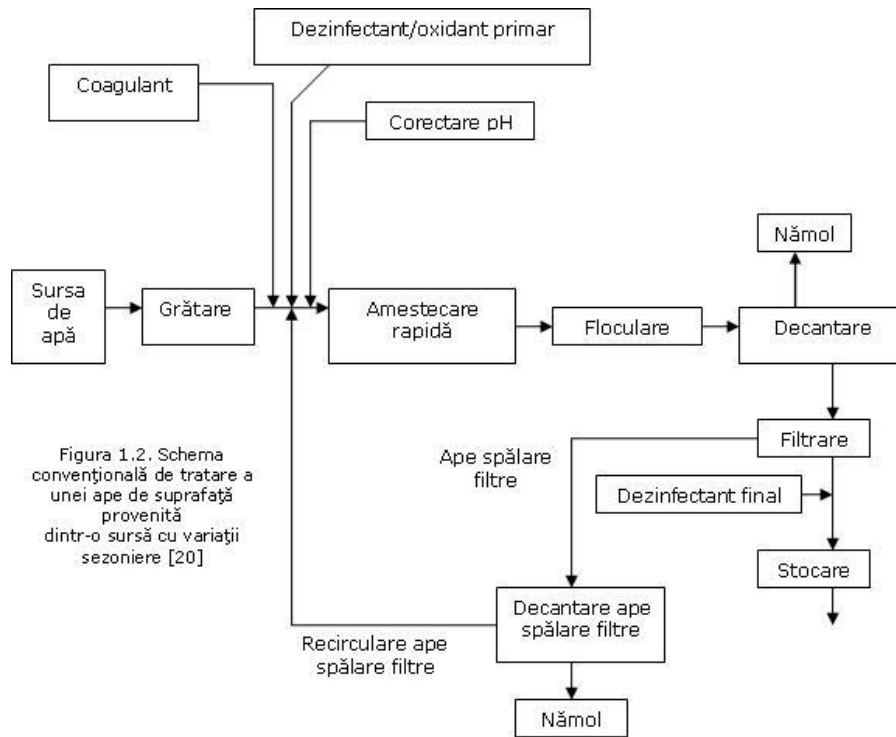 Dezinfectant/oxidant primar
Coagulant
Corectare pH
Nămol
Sursa
de
apă
Grătare
Amestecare
rapidă
Floculare
Decantare
Figura 1.2. Schema
convenţională de tratare a
unei ape de suprafaţă
provenită
dintr-o sursă cu variaţii
sezoniere [20]
Ape spălare
filtre
Filtrare
Dezinfectant final
Stocare
Decantare ape
spălare filtre
Recirculare ape
spălare filtre
Nămol